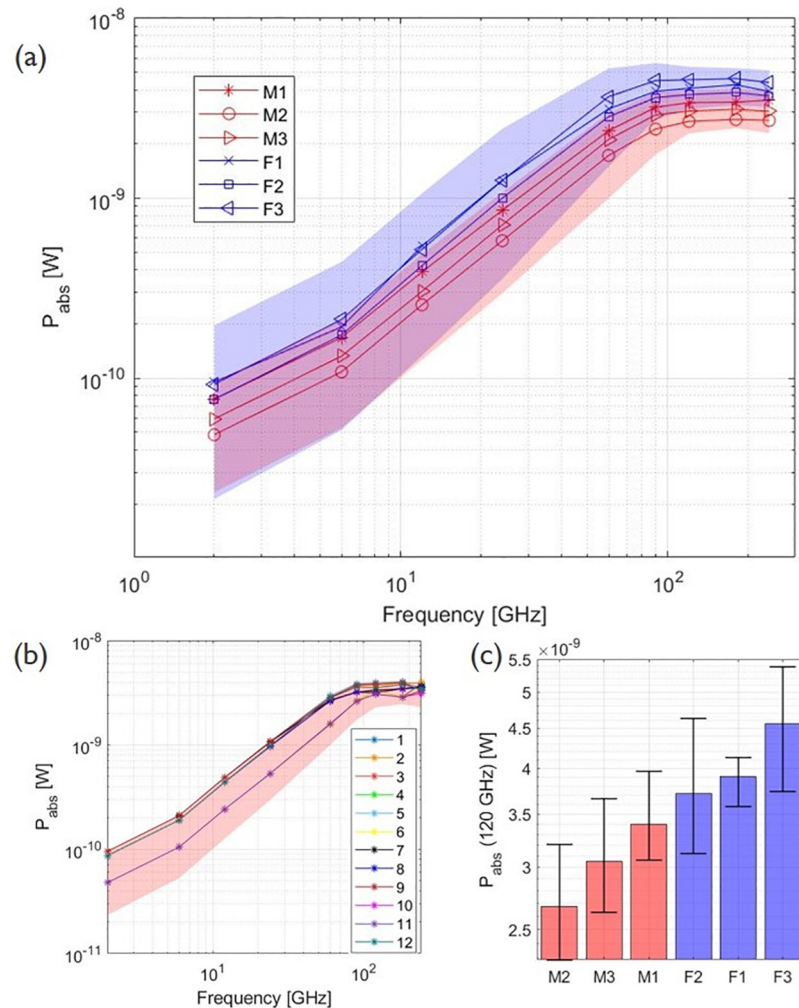 (a)
10⁻⁸
10⁻⁹
10⁻¹⁰
P_abs [W]
M1
M2
M3
F1
F2
F3
10⁰
10¹
10²
Frequency [GHz]
(b)
10⁻⁸
10⁻⁹
10⁻¹⁰
10⁻¹¹
P_abs [W]
1
2
3
4
5
6
7
8
9
10
11
12
10¹
10²
Frequency [GHz]
(c)
×10⁻⁹
5.5
5
4.5
4
3.5
3
2.5
P_abs (120 GHz) [W]
M2 M3 M1 F2 F1 F3